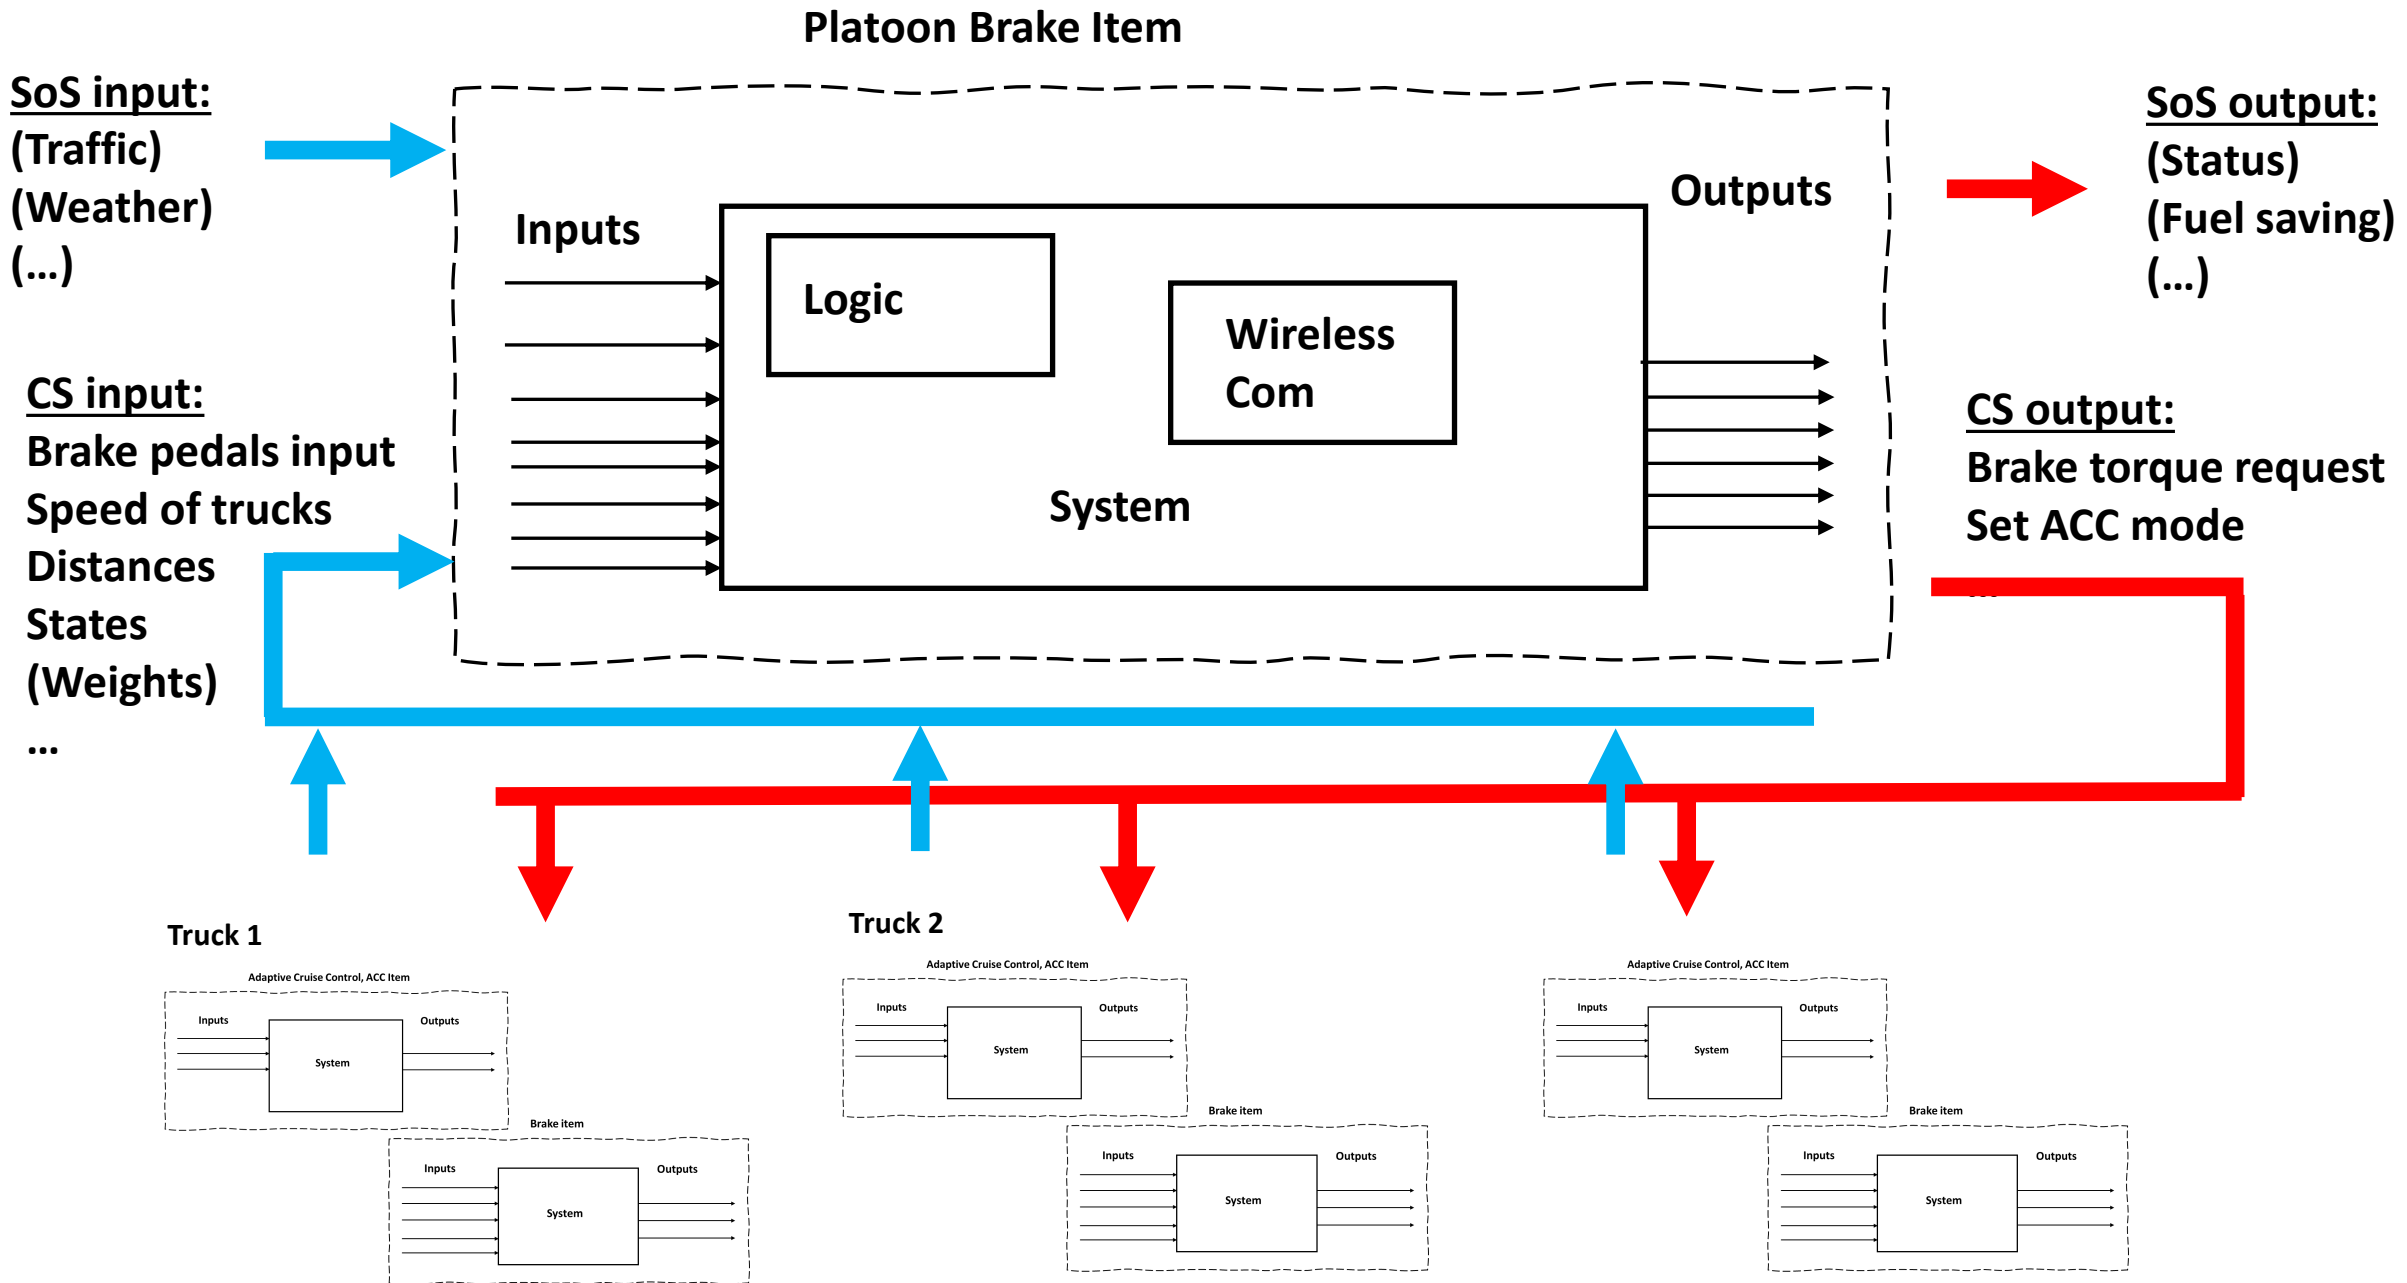 Platoon Brake Item
SoS input:
(Traffic)
(Weather)
(...)
SoS output:
(Status)
(Fuel saving)
(...)
Inputs
Outputs
Logic
Wireless
Com
System
CS input:
Brake pedals input
Speed of trucks
Distances
States
(Weights)
...
CS output:
Brake torque request
Set ACC mode
...
Truck 1
Adaptive Cruise Control, ACC Item
Inputs
Outputs
System
Brake item
Inputs
Outputs
System
Truck 2
Adaptive Cruise Control, ACC Item
Inputs
Outputs
System
Brake item
Inputs
Outputs
System
Adaptive Cruise Control, ACC Item
Inputs
Outputs
System
Brake item
Inputs
Outputs
System